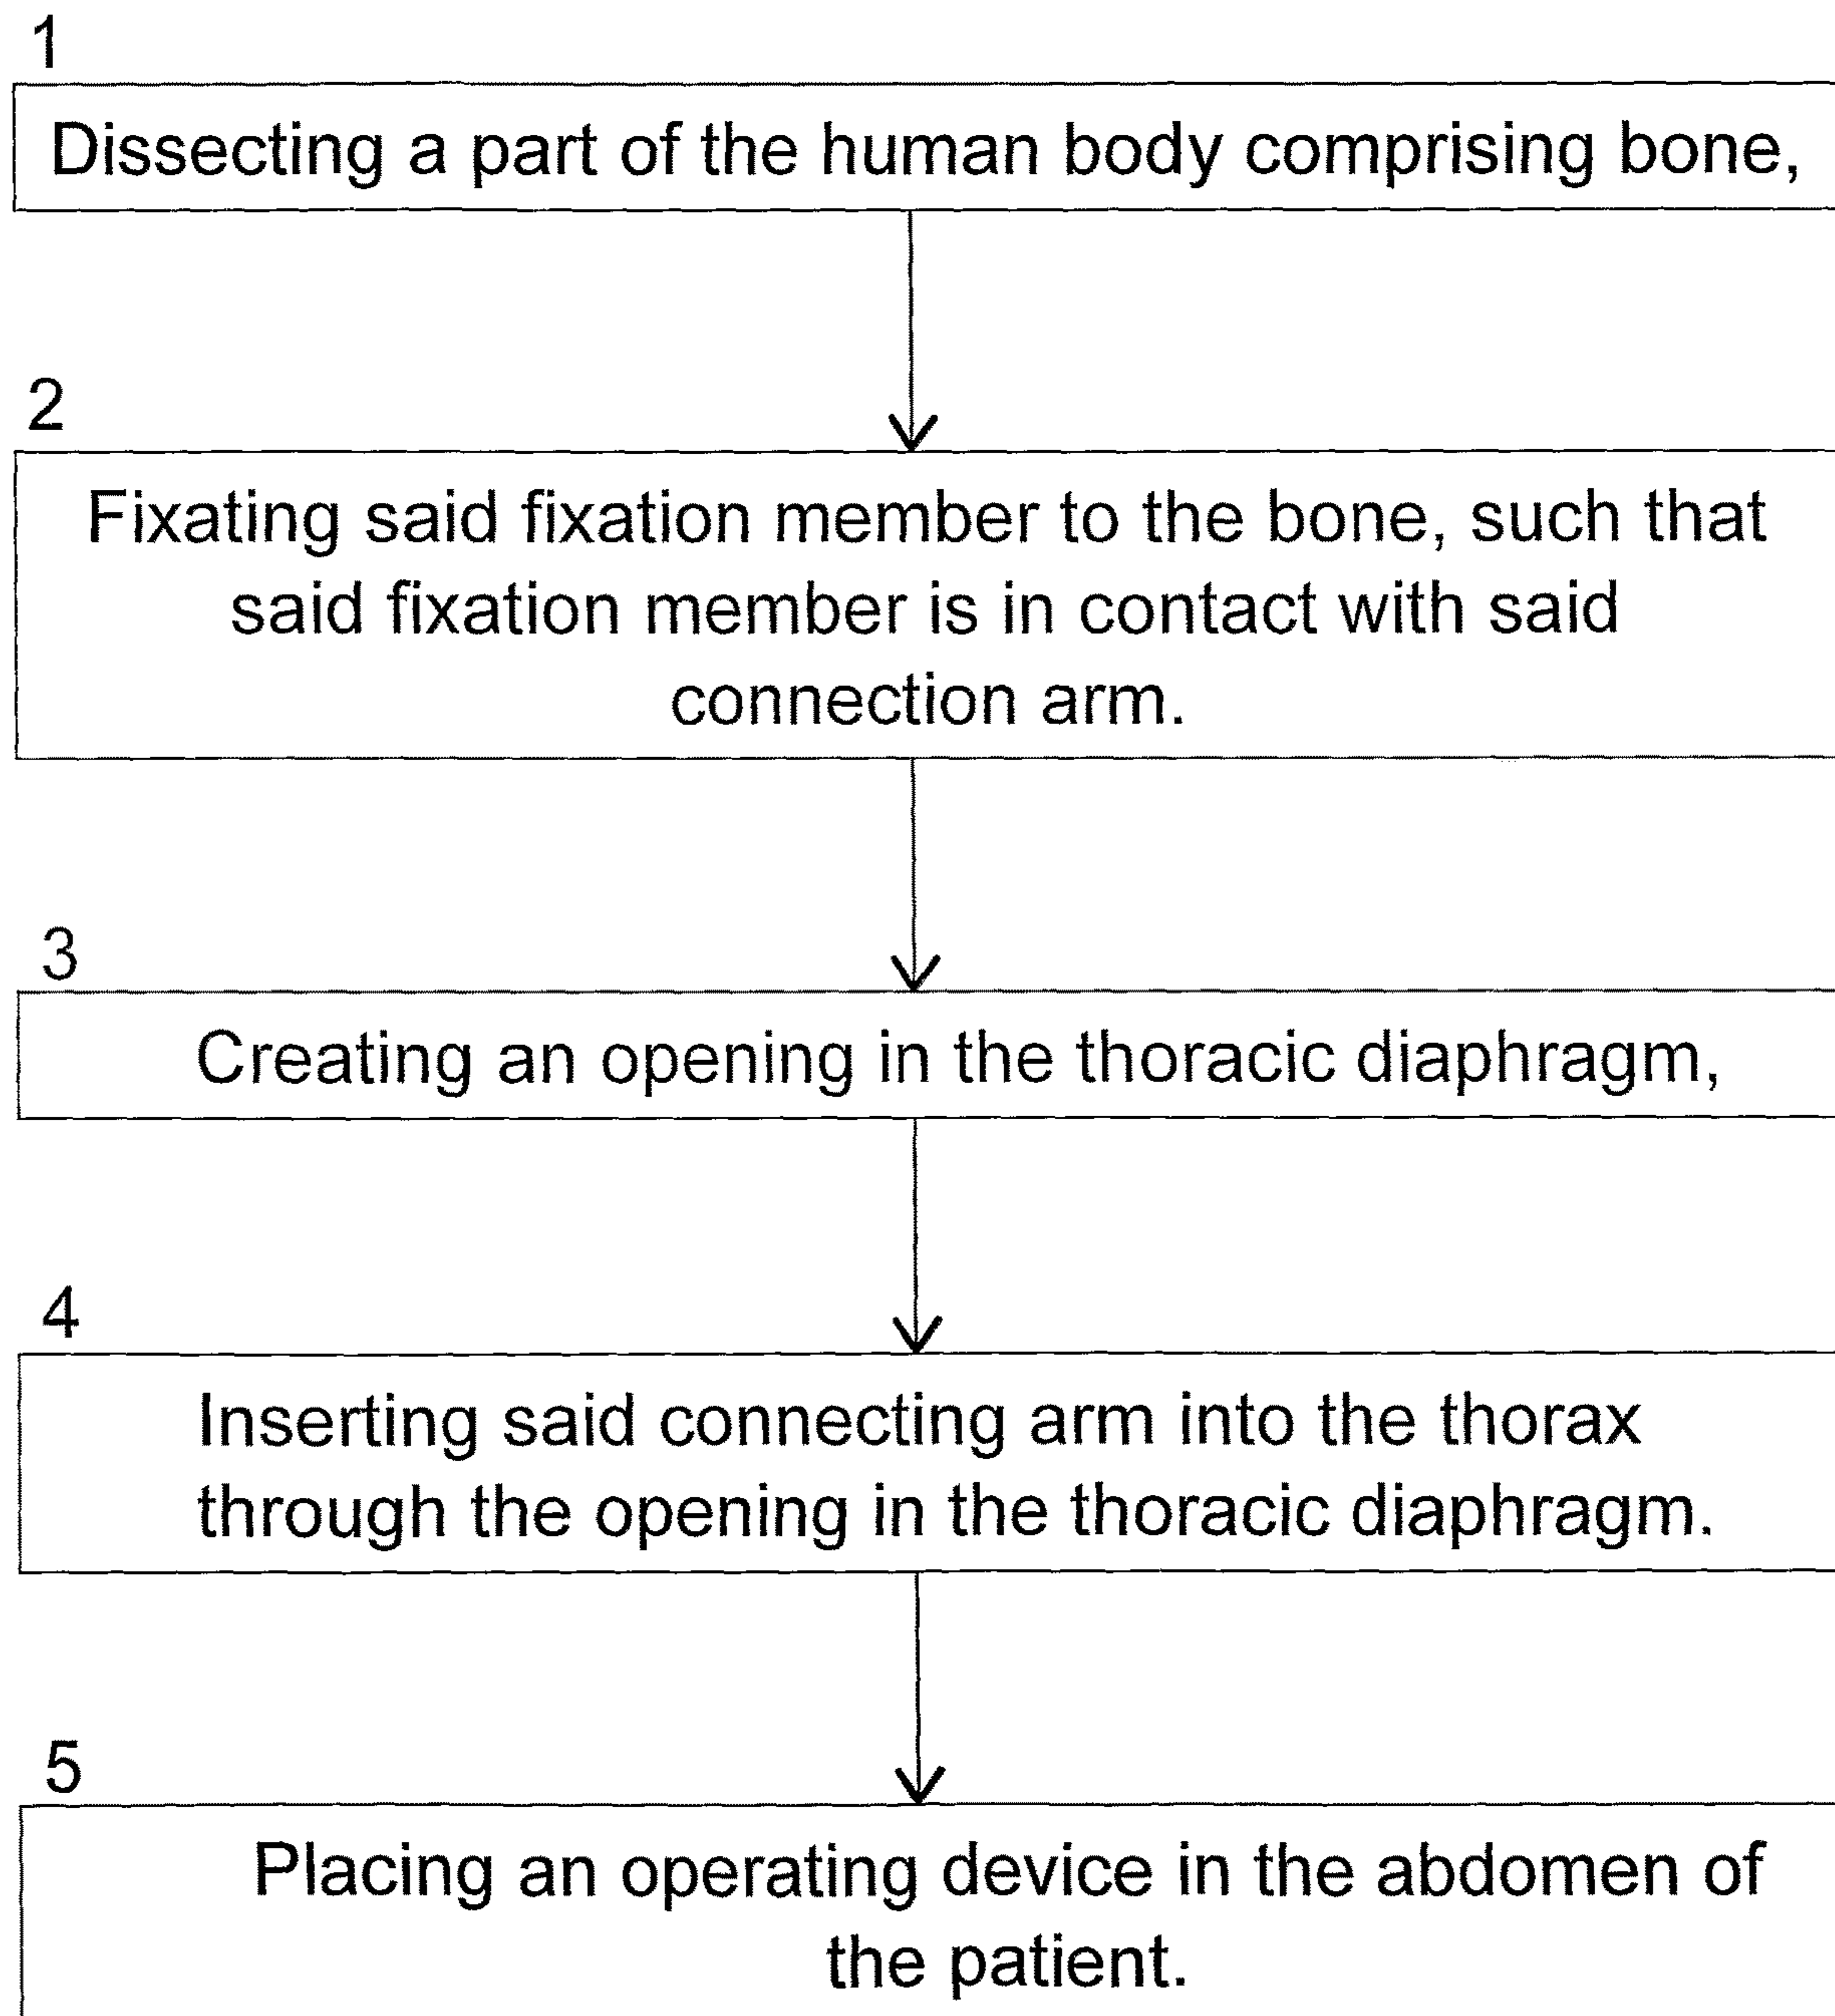 1
Dissecting a part of the human body comprising bone,
2
Fixating said fixation member to the bone, such that
said fixation member is in contact with said
connection arm.
3
Creating an opening in the thoracic diaphragm,
4
Inserting said connecting arm into the thorax
through the opening in the thoracic diaphragm.
5
Placing an operating device in the abdomen of
the patient.